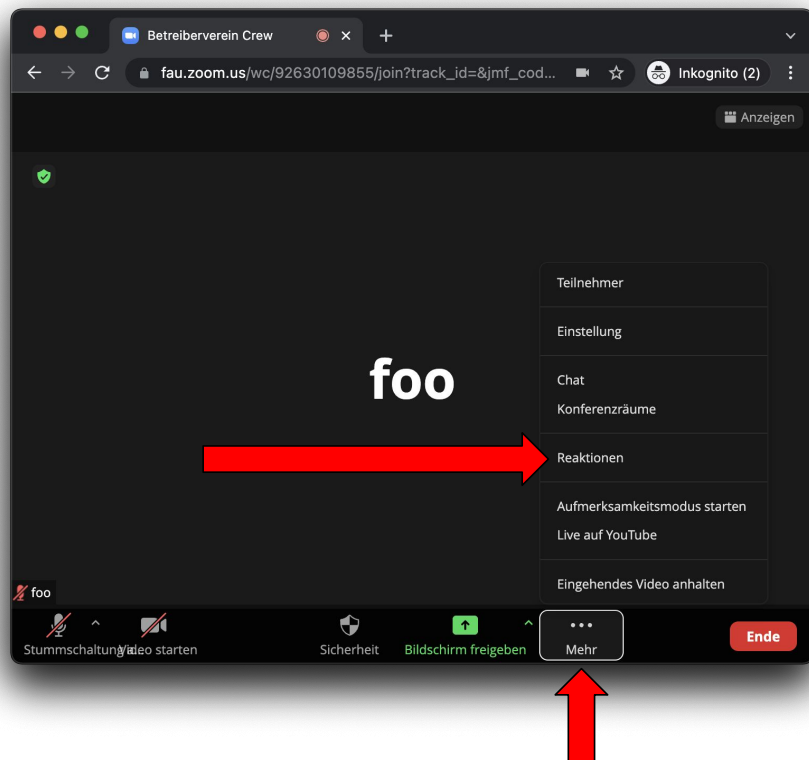 Betreiberverein Crew
fau.zoom.us/wc/92630109855/join?track_id=&jmf_cod...
Inkognito (2)
Anzeigen
Teilnehmer
Einstellung
foo
Chat
Konferenzräume
Reaktionen
Aufmerksamkeitsmodus starten
Live auf YouTube
Eingehendes Video anhalten
foo
Stummschaltung a...
Video starten
Sicherheit
Bildschirm freigeben
Mehr
Ende